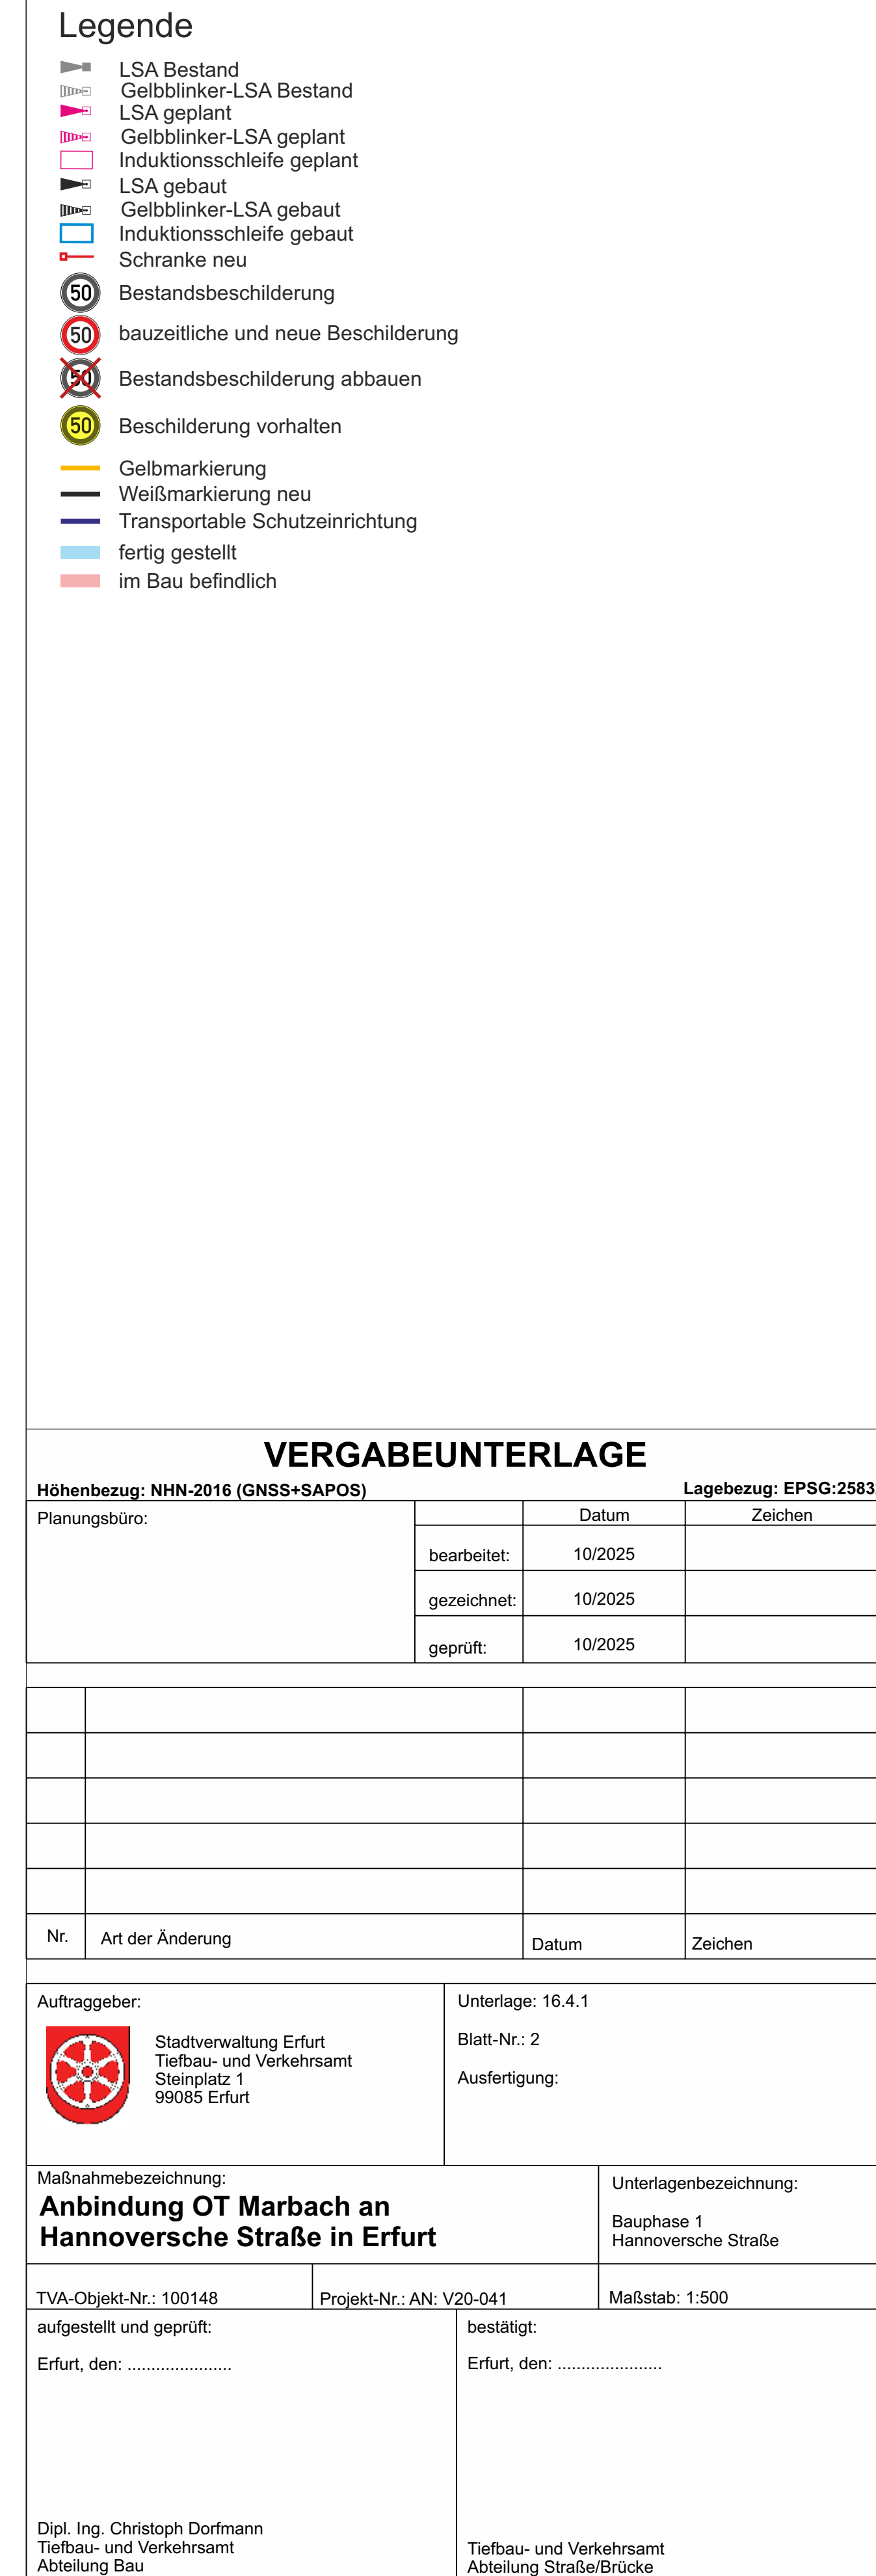 Legende
LSA Bestand
Gelbblinker-LSA Bestand
LSA geplant
Gelbblinker-LSA geplant
Induktionsschleife geplant
LSA gebaut
Gelbblinker-LSA gebaut
Induktionsschleife gebaut
Schranke neu
50 Bestandsbeschilderung
50 bauzeitliche und neue Beschilderung
50 Bestandsbeschilderung abbauen
50 Beschilderung vorhalten
Gelbmarkierung
Weißmarkierung neu
Transportable Schutzeinrichtung
fertig gestellt
im Bau befindlich
VERGABEUNTERLAGE
Höhenbezug: NHN-2016 (GNSS+SAPOS) Lagebezug: EPSG:2583
Planungsbüro: Datum Zeichen
bearbeitet: 10/2025
gezeichnet: 10/2025
geprüft: 10/2025
Nr. Art der Änderung Datum Zeichen
Auftraggeber:
Stadtverwaltung Erfurt
Tiefbau- und Verkehrsamt
Steinplatz 1
99085 Erfurt
Unterlage: 16.4.1
Blatt-Nr.: 2
Ausfertigung:
Maßnahmebezeichnung:
Anbindung OT Marbach an
Hannoversche Straße in Erfurt
Unterlagenbezeichnung:
Bauphase 1
Hannoversche Straße
TVA-Objekt-Nr.: 100148 Projekt-Nr.: AN: V20-041 Maßstab: 1:500
aufgestellt und geprüft:
Erfurt, den: ......................
Dipl. Ing. Christoph Dorfmann
Tiefbau- und Verkehrsamt
Abteilung Bau
bestätigt:
Erfurt, den: ......................
Tiefbau- und Verkehrsamt
Abteilung Straße/Brücke